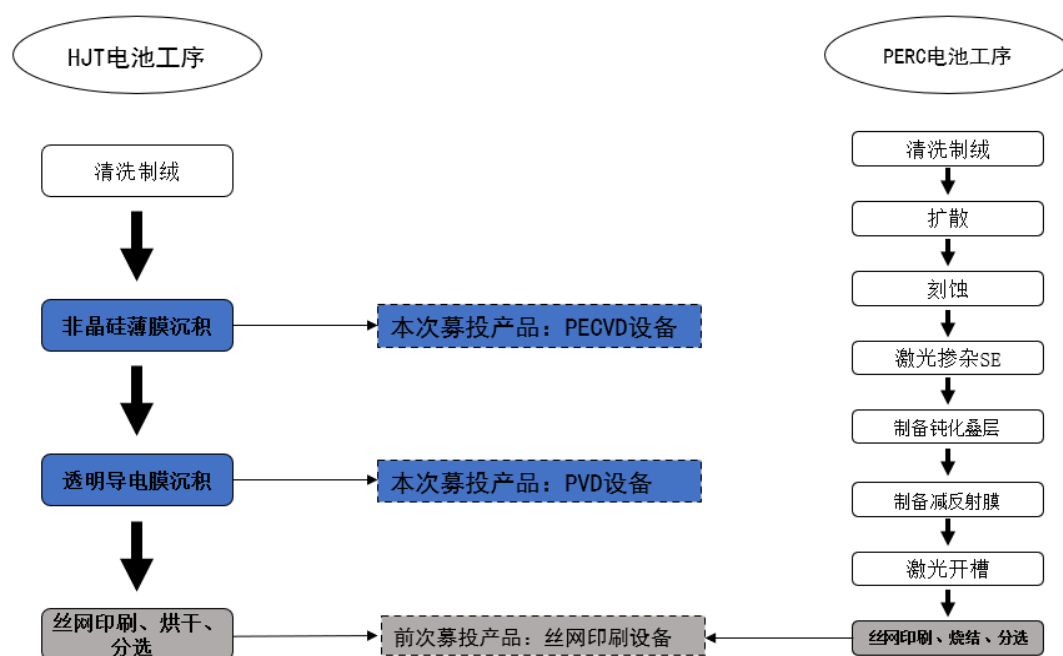 HJT电池工序
PERC电池工序
清洗制绒
非晶硅薄膜沉积
本次募投产品：PECVD设备
透明导电膜沉积
本次募投产品：PVD设备
丝网印刷、烘干、
分选
前次募投产品：丝网印刷设备
清洗制绒
扩散
刻蚀
激光掺杂SE
制备钝化叠层
制备减反射膜
激光开槽
丝网印刷、烧结、分选